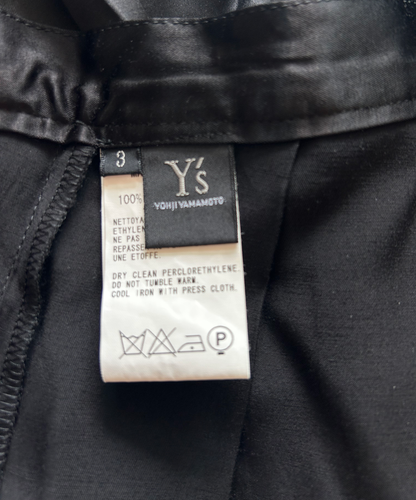 3
Y's
YOHJI YAMAMOTO
100%
NETTOYA
ETHYLEN
NE PAS
REPASSE
UNE ETOFFE
DRY CLEAN PERCLORETHYLENE.
DO NOT TUMBLE WARM.
COOL IRON WITH PRESS CLOTH.
P